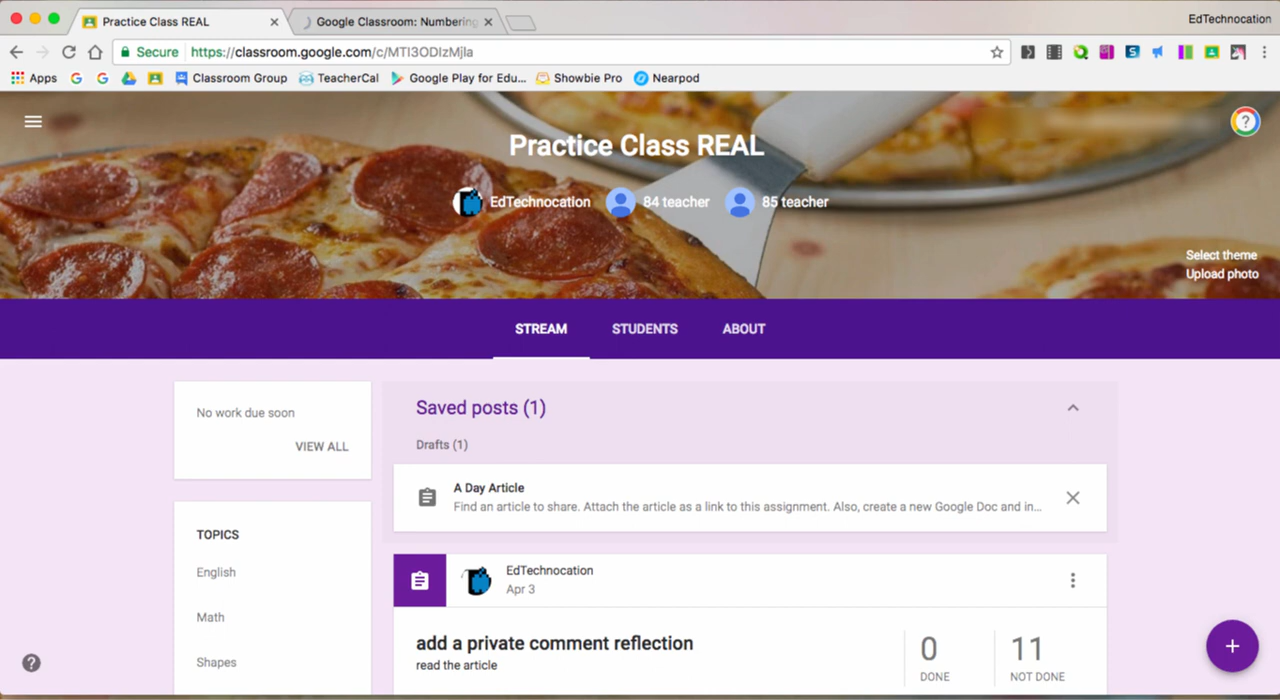 Practice Class REAL
Google Classroom: Numbering
EdTechnocation
Secure https://classroom.google.com/c/MTI3ODIzMjla
Apps Classroom Group TeacherCal Google Play for Edu... Showbie Pro Nearpod
Practice Class REAL
EdTechnocation 84 teacher 85 teacher
Select theme
Upload photo
STREAM STUDENTS ABOUT
No work due soon
VIEW ALL
TOPICS
English
Math
Shapes
Saved posts (1)
Drafts (1)
A Day Article
Find an article to share. Attach the article as a link to this assignment. Also, create a new Google Doc and in...
EdTechnocation
Apr 3
add a private comment reflection
read the article
0
DONE
11
NOT DONE